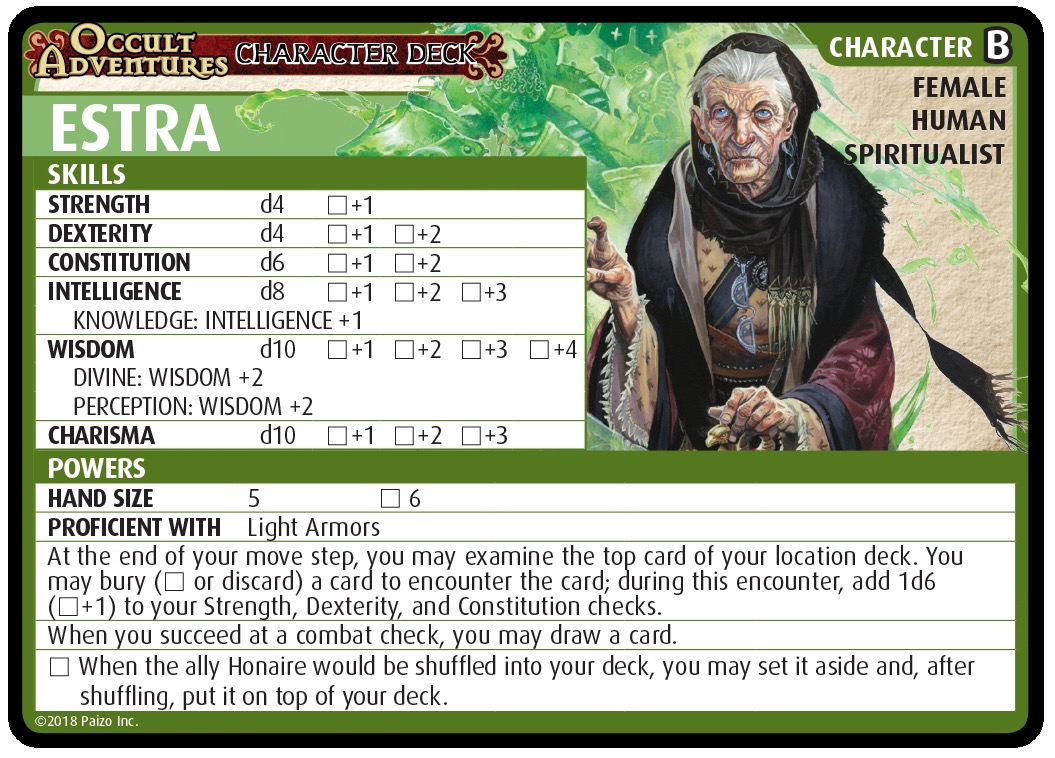 OCCULT ADVENTURES CHARACTER DECK
CHARACTER B
FEMALE
HUMAN
SPIRITUALIST
ESTRA
SKILLS
STRENGTH d4 □+1
DEXTERITY d4 □+1 □+2
CONSTITUTION d6 □+1 □+2
INTELLIGENCE d8 □+1 □+2 □+3
KNOWLEDGE: INTELLIGENCE +1
WISDOM d10 □+1 □+2 □+3 □+4
DIVINE: WISDOM +2
PERCEPTION: WISDOM +2
CHARISMA d10 □+1 □+2 □+3
POWERS
HAND SIZE 5 □ 6
PROFICIENT WITH Light Armors
At the end of your move step, you may examine the top card of your location deck. You
may bury (□ or discard) a card to encounter the card; during this encounter, add 1d6
(□+1) to your Strength, Dexterity, and Constitution checks.
When you succeed at a combat check, you may draw a card.
□ When the ally Honaire would be shuffled into your deck, you may set it aside and, after
shuffling, put it on top of your deck.
©2018 Paizo Inc.